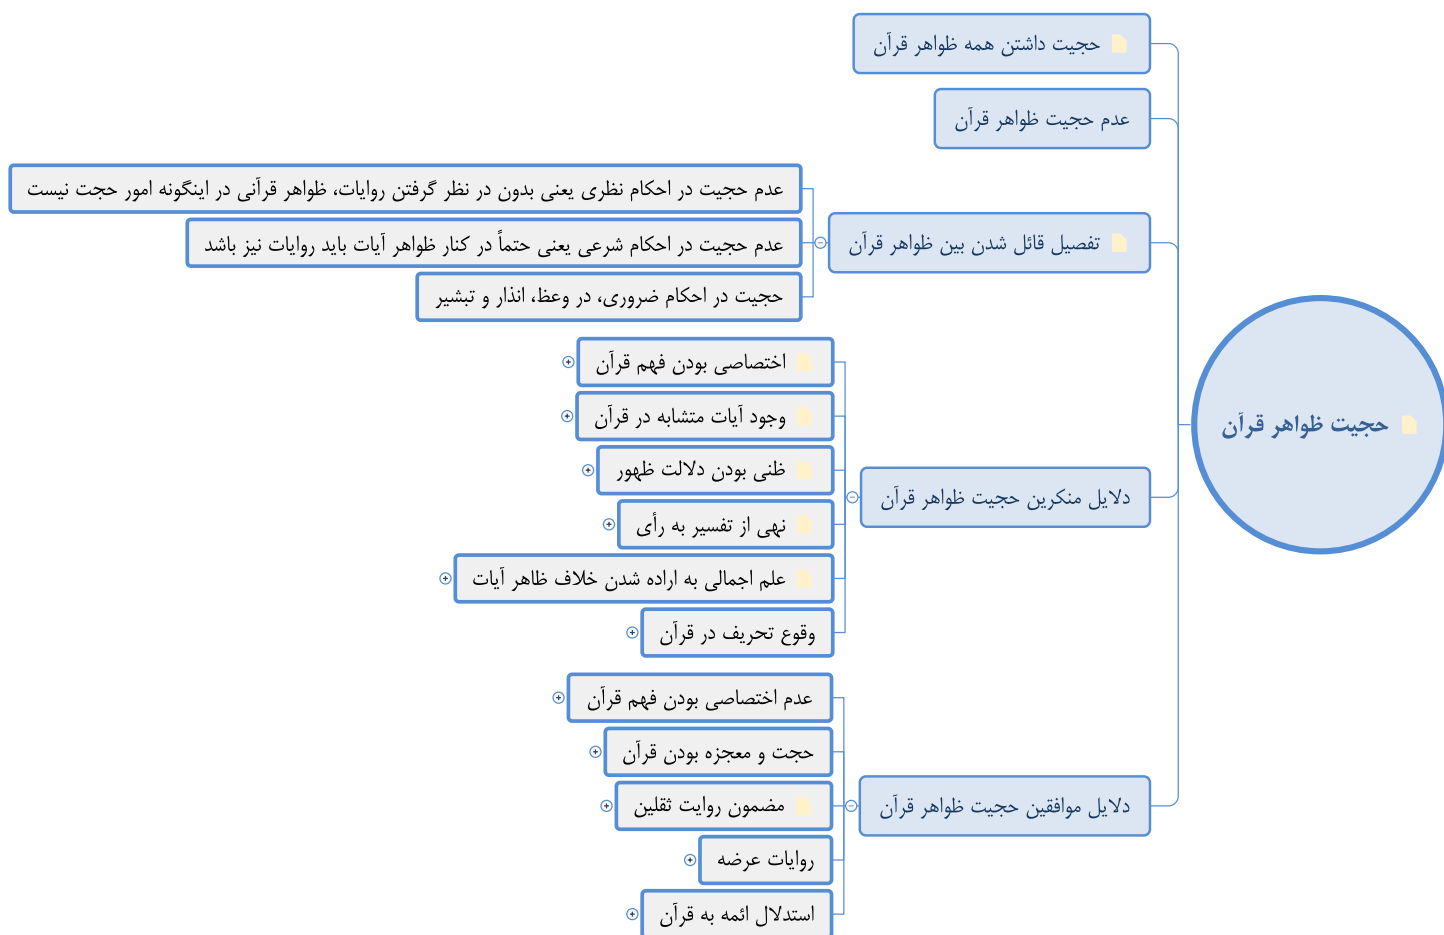 حجیت ظواهر قرآن
حجیت داشتن همه ظواهر قرآن
عدم حجیت ظواهر قرآن
تفصیل قائل شدن بین ظواهر قرآن
عدم حجیت در احکام نظری یعنی بدون در نظر گرفتن روایات، ظواهر قرآنی در اینگونه امور حجت نیست
عدم حجیت در احکام شرعی یعنی حتماً در کنار ظواهر آیات باید روایات نیز باشد
حجیت در احکام ضروری، در وعظ، انذار و تبشیر
دلایل منکرین حجیت ظواهر قرآن
اختصاصی بودن فهم قرآن
وجود آیات متشابه در قرآن
ظنی بودن دلالت ظهور
نهی از تفسیر به رأی
علم اجمالی به اراده شدن خلاف ظاهر آیات
وقوع تحریف در قرآن
دلایل موافقین حجیت ظواهر قرآن
عدم اختصاصی بودن فهم قرآن
حجت و معجزه بودن قرآن
مضمون روایت ثقلین
روایات عرضه
استدلال ائمه به قرآن